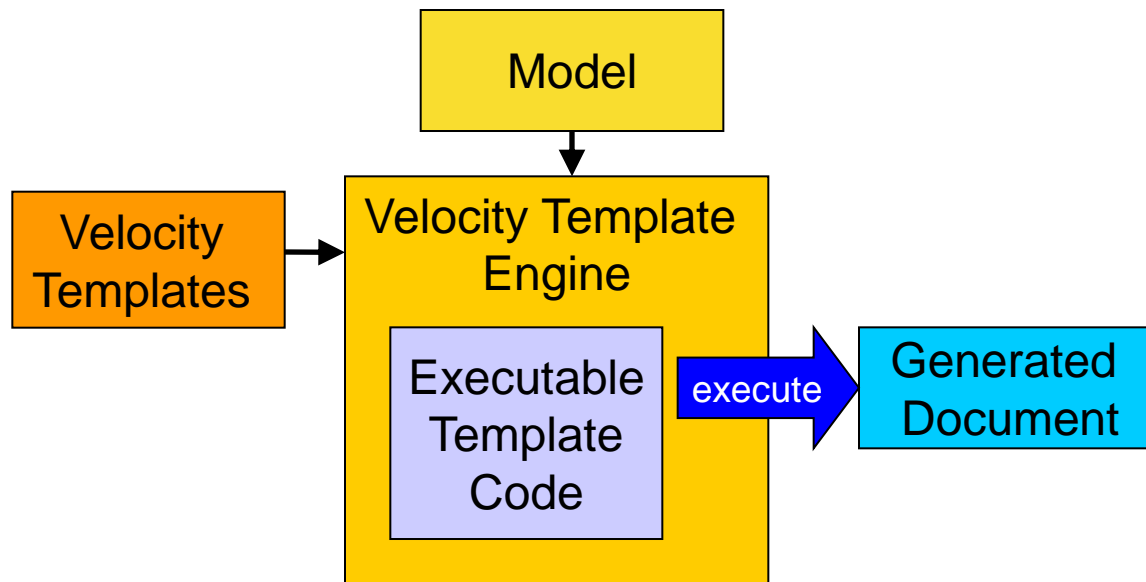 Model
Velocity
Templates
Velocity Template
Engine
Executable
Template
Code
execute
Generated
Document